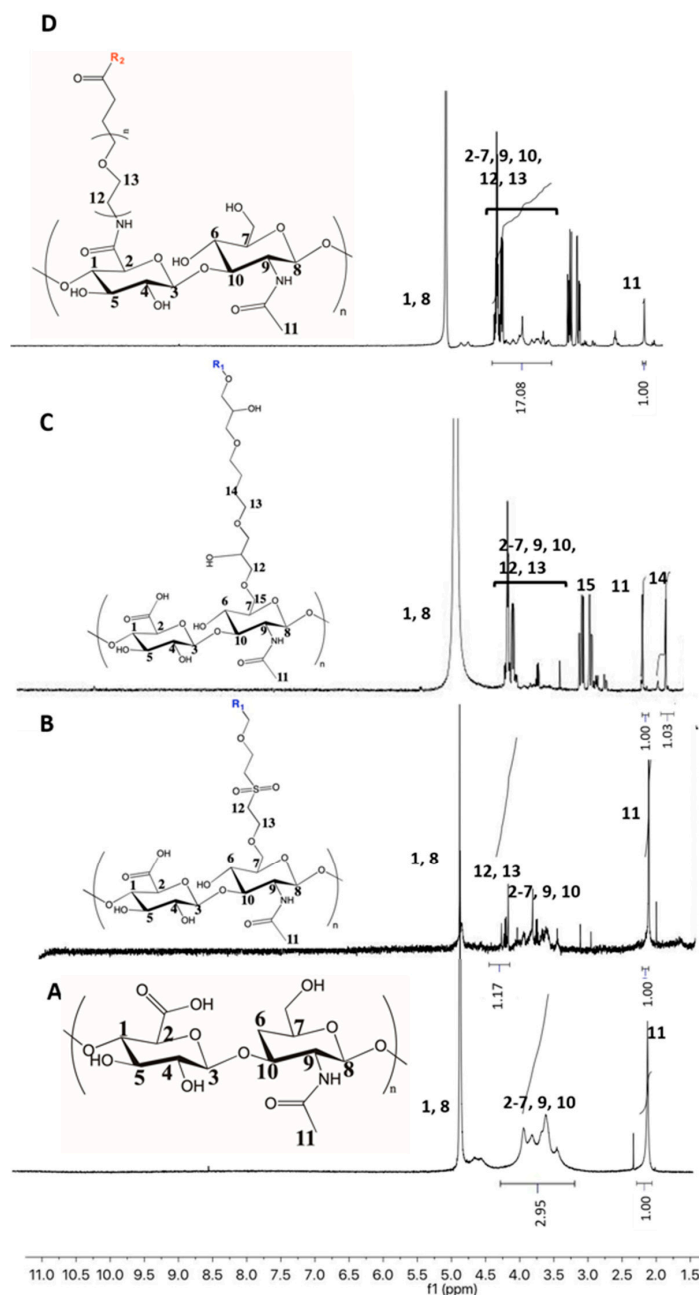 D
R2
O
n
O
13
12
NH
HO
O
6
7
O
O
1
2
O
HO
O
9
8
O
HO
5
4
OH
3
10
NH
O
11
n
2-7, 9, 10,
12, 13
1, 8
11
17.08
1.00
C
R1
O
OH
O
14
13
O
HO
12
O
15
O
OH
6
7
O
O
1
2
O
HO
9
8
O
HO
5
4
OH
3
O
10
NH
O
11
n
2-7, 9, 10,
12, 13
1, 8
15
11
14
1.00
1.03
B
R1
O
O
S
O
12
13
O
O
OH
6
7
O
O
1
2
O
HO
9
8
O
HO
5
4
OH
3
O
10
NH
O
11
n
1, 8
12, 13
2-7, 9, 10
11
1.17
1.00
A
O
OH
OH
6
7
O
O
1
2
O
9
8
O
HO
5
4
OH
3
O
10
NH
O
11
n
1, 8
2-7, 9, 10
11
2.95
1.00
11.0 10.5 10.0 9.5 9.0 8.5 8.0 7.5 7.0 6.5 6.0 5.5 5.0 4.5 4.0 3.5 3.0 2.5 2.0 1.5
f1 (ppm)